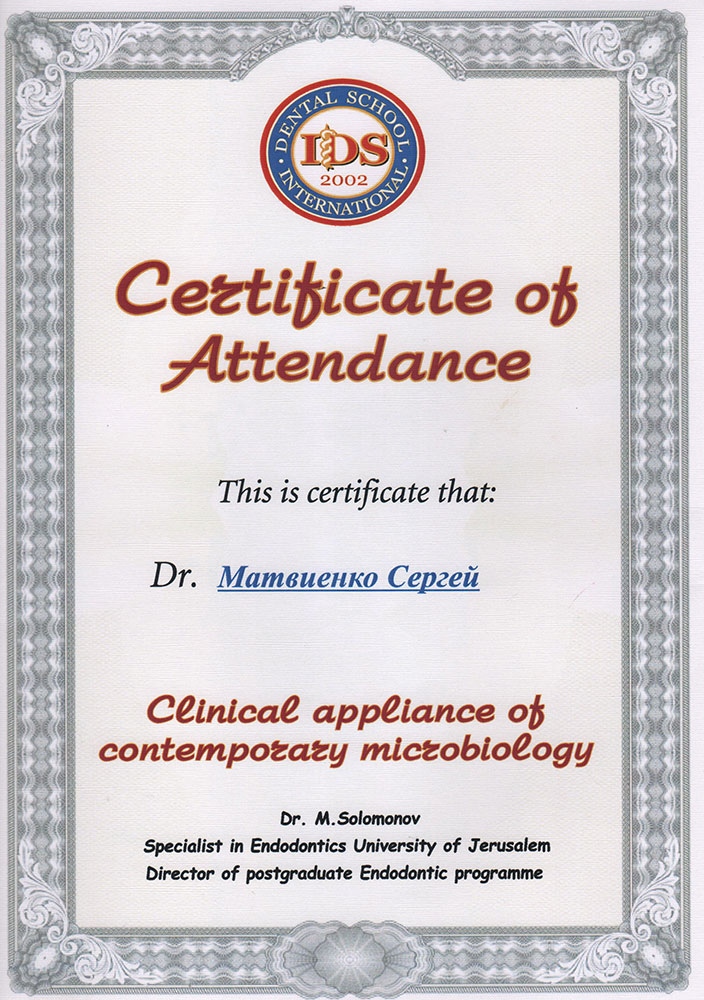 DENTAL SCHOOL
IDS
2002
INTERNATIONAL
Certificate of
Attendance
This is certificate that:
Dr. Матвиенко Сергей
Clinical appliance of
contemporary microbiology
Dr. M.Solomonov
Specialist in Endodontics University of Jerusalem
Director of postgraduate Endodontic programme